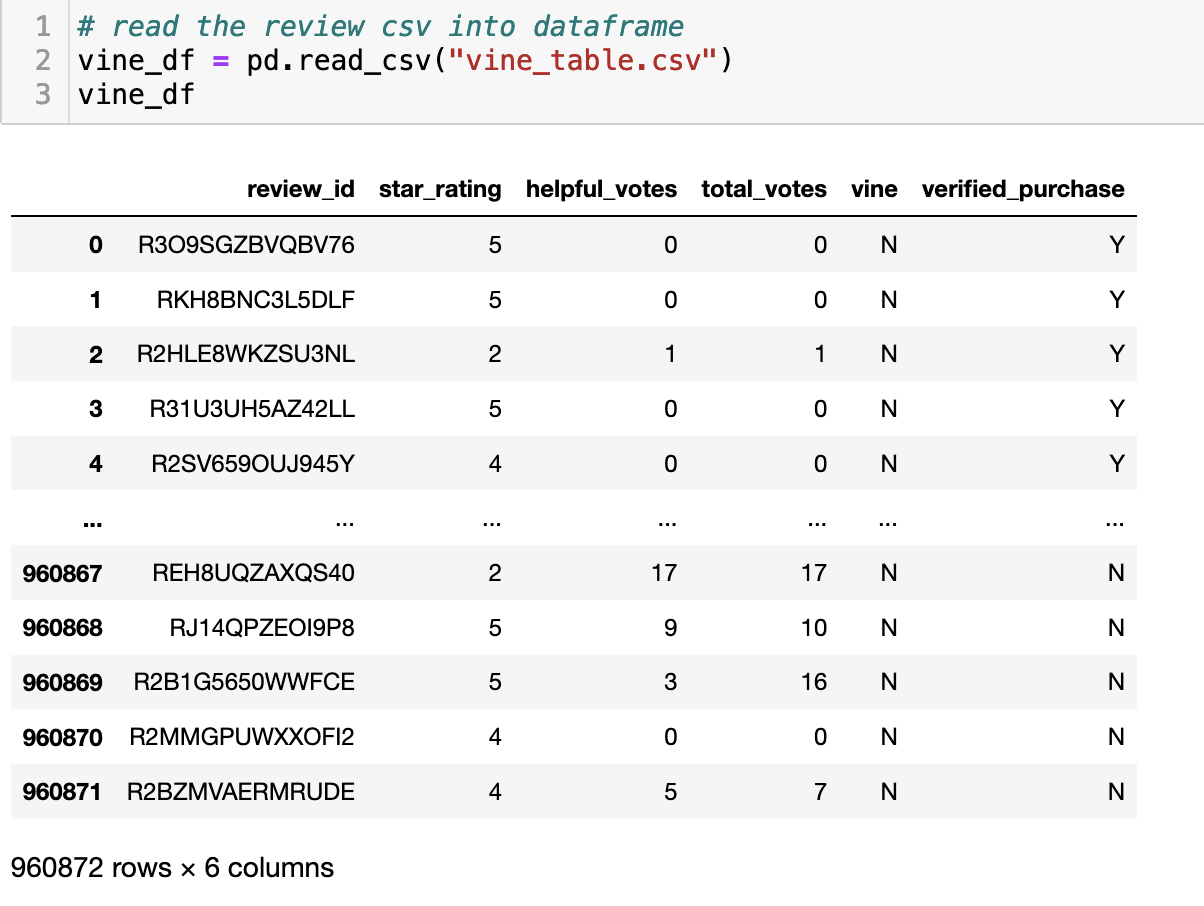 1 # read the review csv into dataframe
2 vine_df = pd.read_csv("vine_table.csv")
3 vine_df
review_id star_rating helpful_votes total_votes vine verified_purchase
0 R3O9SGZBVQBV76 5 0 0 N Y
1 RKH8BNC3L5DLF 5 0 0 N Y
2 R2HLE8WKZSU3NL 2 1 1 N Y
3 R31U3UH5AZ42LL 5 0 0 N Y
4 R2SV659OUJ945Y 4 0 0 N Y
... ... ... ... ... ... ...
960867 REH8UQZAXQS40 2 17 17 N N
960868 RJ14QPZEOI9P8 5 9 10 N N
960869 R2B1G5650WWFCE 5 3 16 N N
960870 R2MMGPUWXXOFI2 4 0 0 N N
960871 R2BZMVAERMRUDE 4 5 7 N N
960872 rows × 6 columns